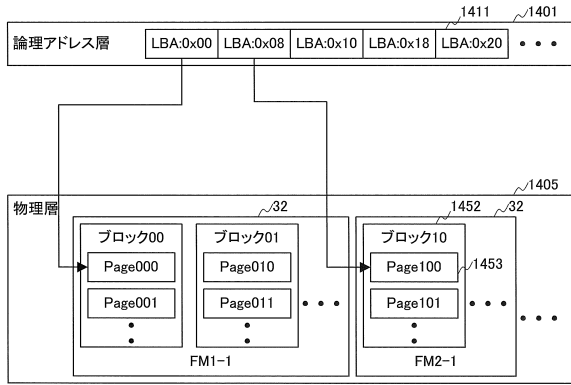 1411 1401
論理アドレス層 LBA:0x00 LBA:0x08 LBA:0x10 LBA:0x18 LBA:0x20
1405
物理層 32 1452 32
ブロック00 ブロック01 ブロック10
Page000 Page010 Page100 1453
Page001 Page011 Page101
FM1-1 FM2-1